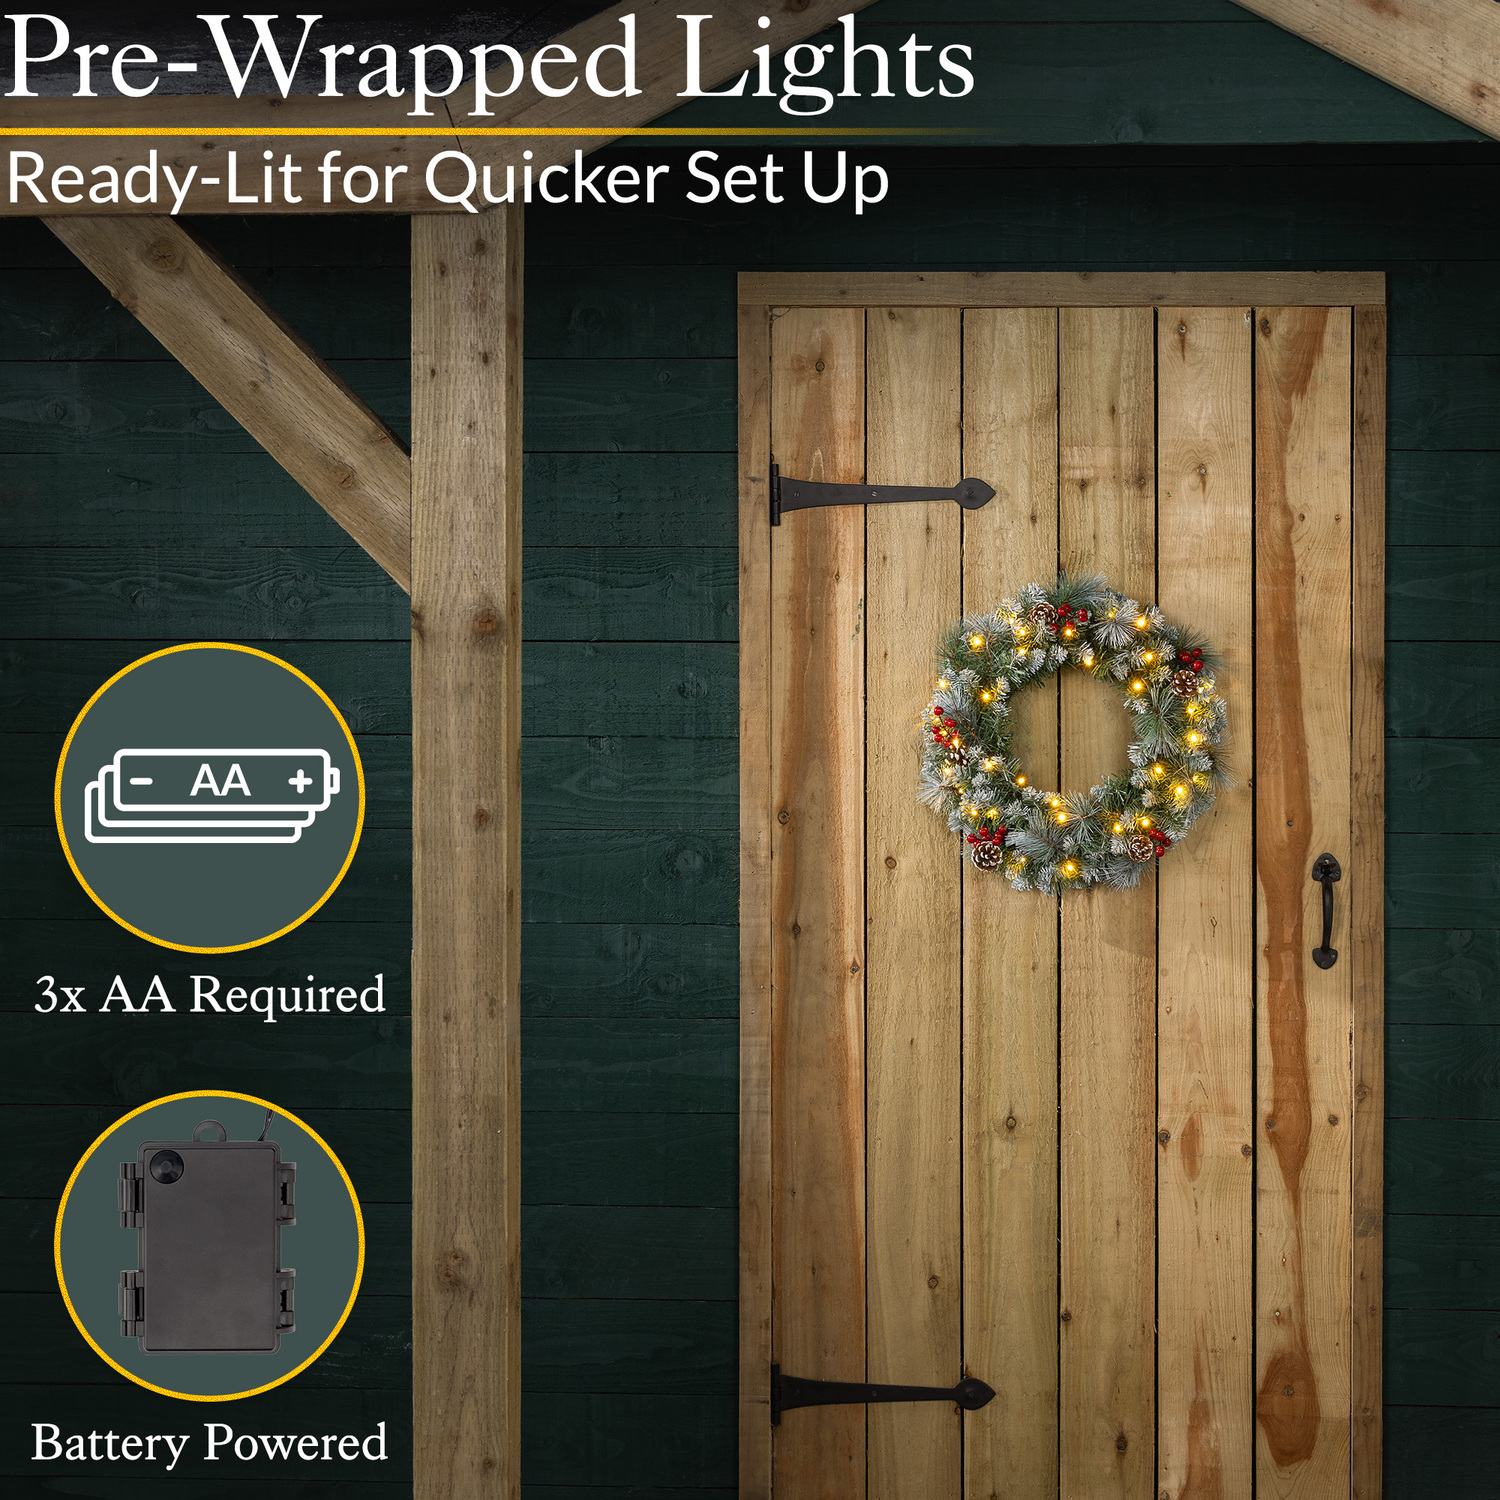 Pre-Wrapped Lights
Ready-Lit for Quicker Set Up
- AA +
3x AA Required
Battery Powered